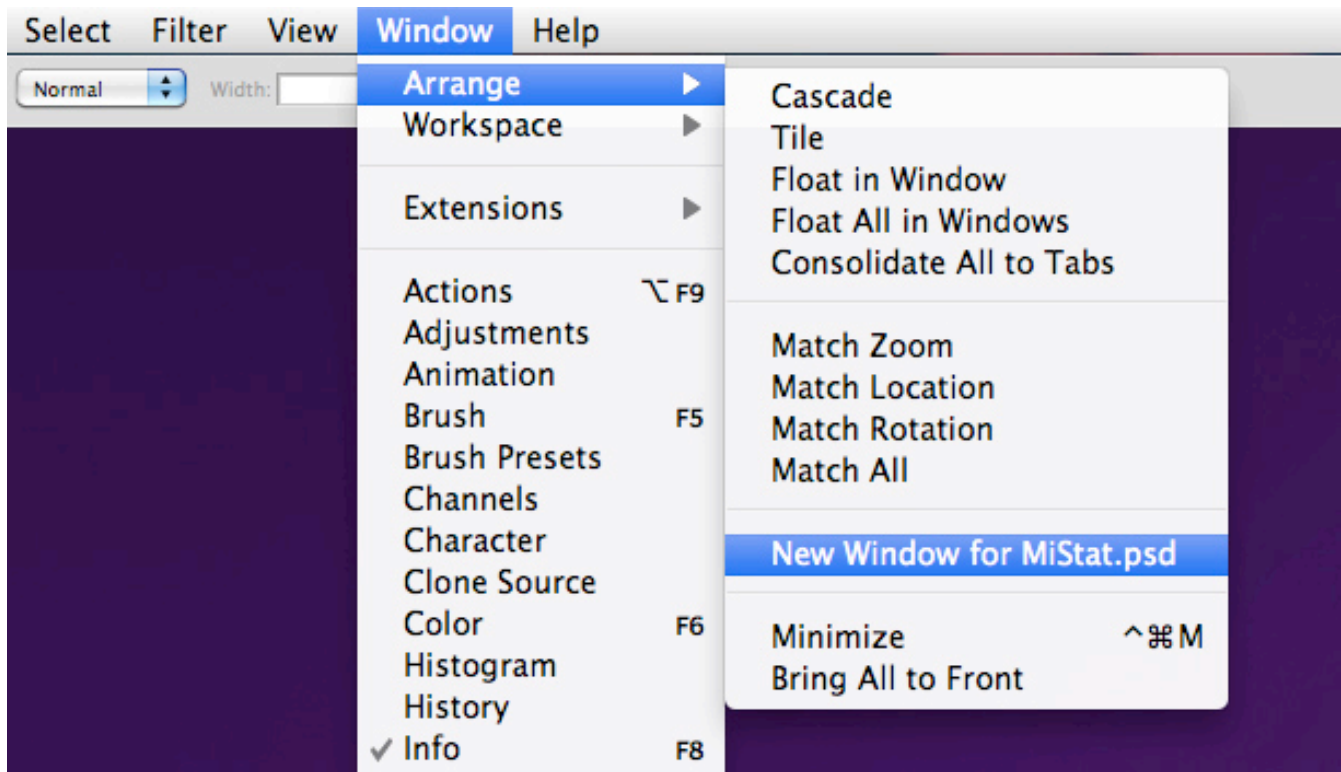 Select Filter View Window Help
Normal Width:
Arrange
Workspace
Extensions
Actions ⌥ F9
Adjustments
Animation
Brush F5
Brush Presets
Channels
Character
Clone Source
Color F6
Histogram
History
✓ Info F8
Cascade
Tile
Float in Window
Float All in Windows
Consolidate All to Tabs
Match Zoom
Match Location
Match Rotation
Match All
New Window for MiStat.psd
Minimize ^⌘M
Bring All to Front